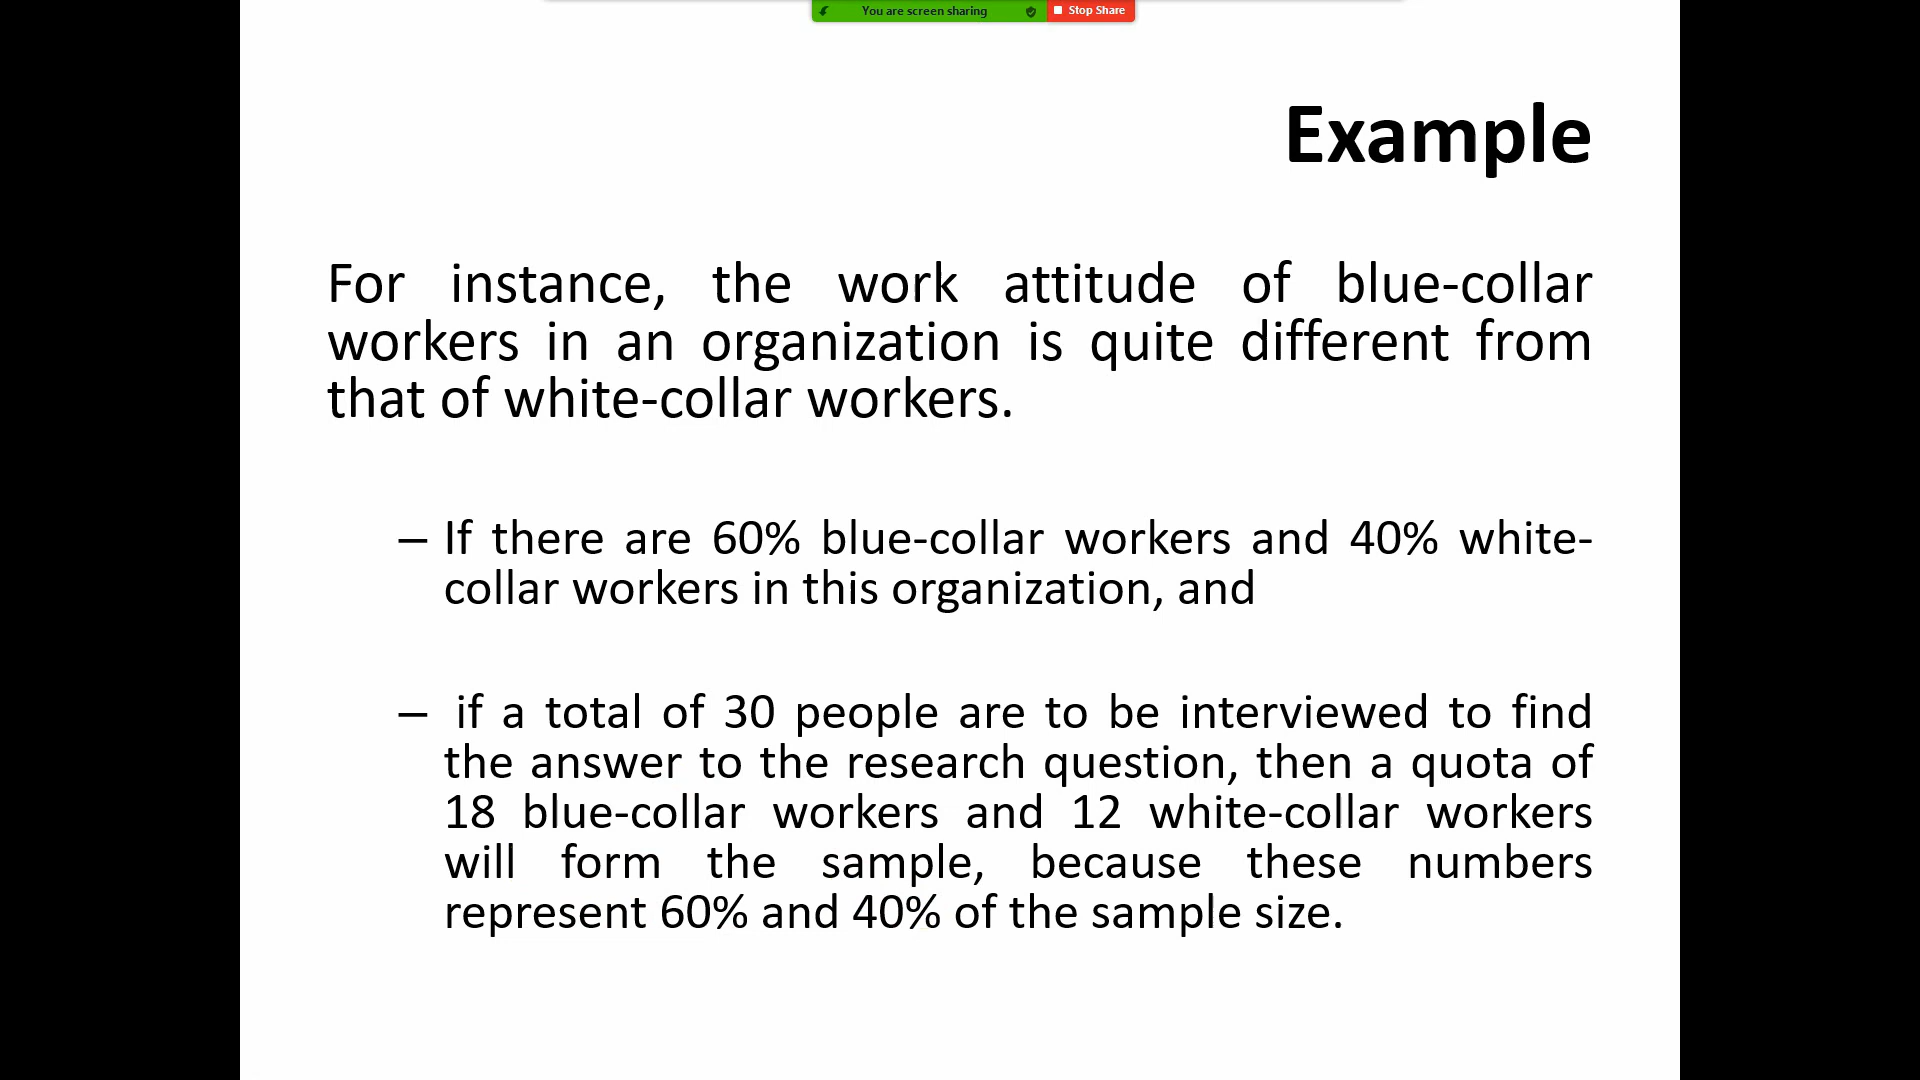 You are screen sharing
Stop Share
Example
For instance, the work attitude of blue-collar
workers in an organization is quite different from
that of white-collar workers.
– If there are 60% blue-collar workers and 40% white-
collar workers in this organization, and
– if a total of 30 people are to be interviewed to find
the answer to the research question, then a quota of
18 blue-collar workers and 12 white-collar workers
will form the sample, because these numbers
represent 60% and 40% of the sample size.